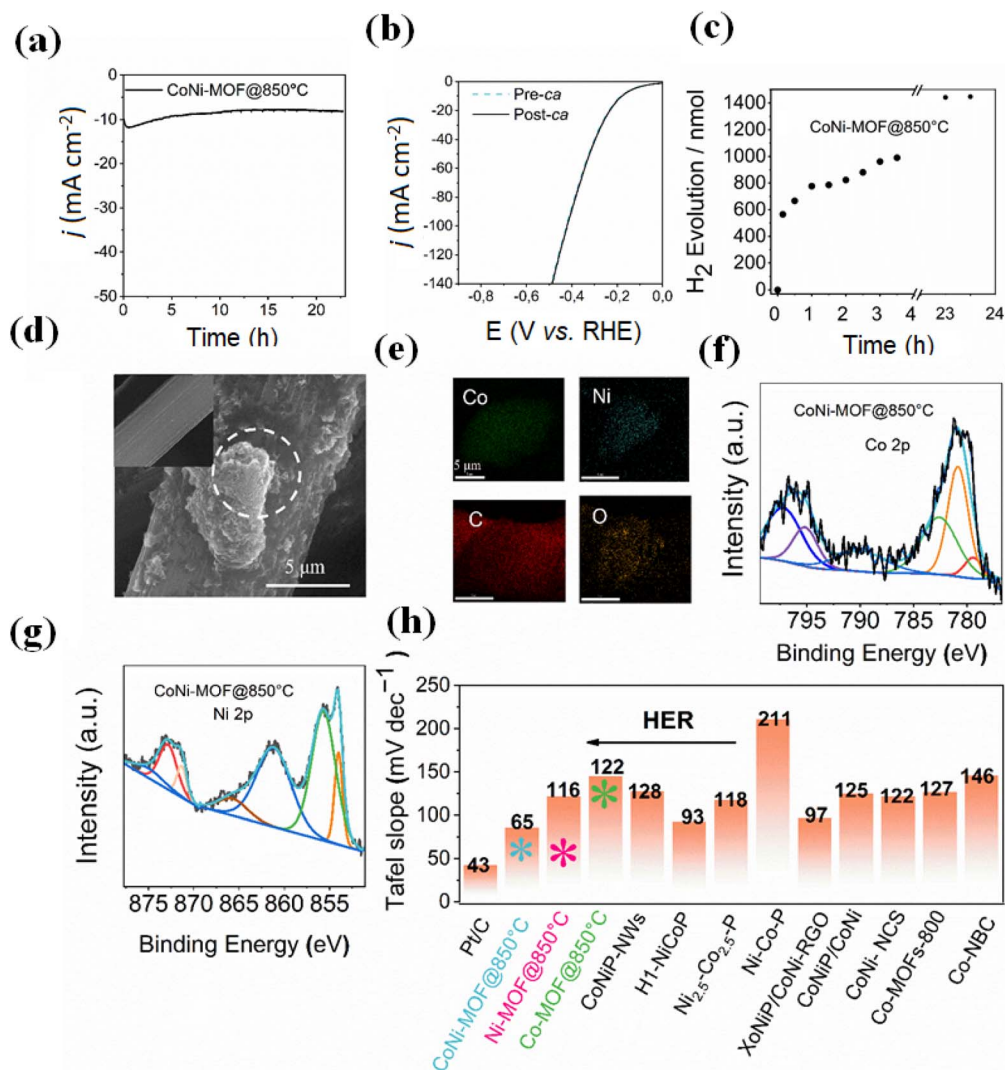 (a)
CoNi-MOF@850°C
j (mA cm-2)
0
-10
-20
-30
-40
-50
0
5
10
15
20
Time (h)
(b)
Pre-ca
Post-ca
j (mA cm-2)
0
-20
-40
-60
-80
-100
-120
-140
-0,8
-0,6
-0,4
-0,2
0,0
E (V vs. RHE)
(c)
CoNi-MOF@850°C
H2 Evolution / nmol
1400
1200
1000
800
600
400
200
0
0
1
2
3
4
23
24
Time (h)
(d)
5 μm
(e)
Co
5 μm
Ni
C
O
(f)
CoNi-MOF@850°C
Co 2p
Intensity (a.u.)
795
790
785
780
Binding Energy (eV)
(g)
CoNi-MOF@850°C
Ni 2p
Intensity (a.u.)
875
870
865
860
855
Binding Energy (eV)
(h)
Tafel slope (mV dec−1)
250
200
150
100
50
0
HER
43
65
116
122
128
93
118
211
97
125
122
127
146
Pt/C
CoNi-MOF@850°C
Ni-MOF@850°C
Co-MOF@850°C
CoNiP-NWs
H1-NiCoP
Ni2.5-Co2.5-P
Ni-Co-P
XoNiP/CoNi-RGO
CoNiP/CoNi
CoNi- NCS
Co-MOFs-800
Co-NBC